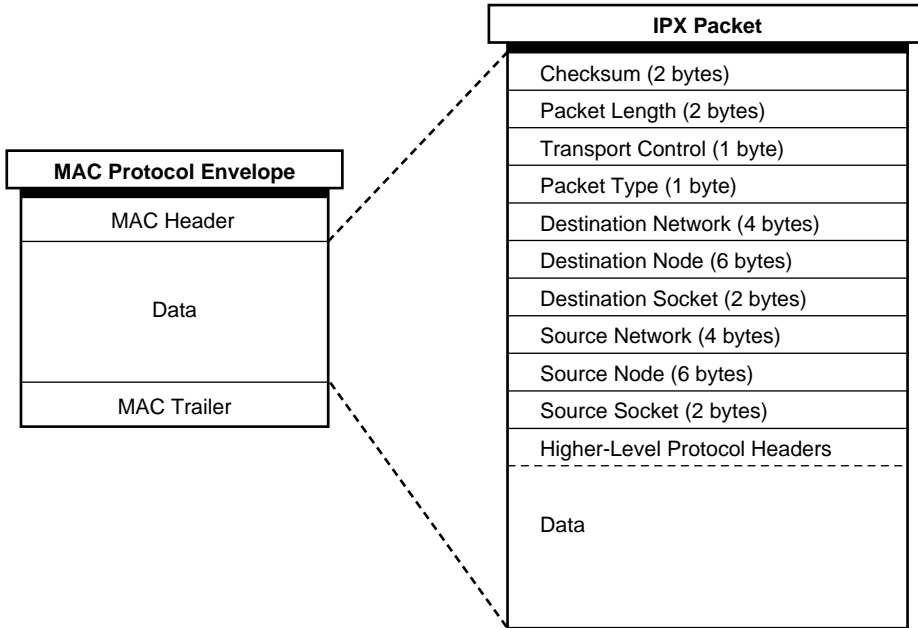 MAC Protocol Envelope
MAC Header
Data
MAC Trailer
IPX Packet
Checksum (2 bytes)
Packet Length (2 bytes)
Transport Control (1 byte)
Packet Type (1 byte)
Destination Network (4 bytes)
Destination Node (6 bytes)
Destination Socket (2 bytes)
Source Network (4 bytes)
Source Node (6 bytes)
Source Socket (2 bytes)
Higher-Level Protocol Headers
Data